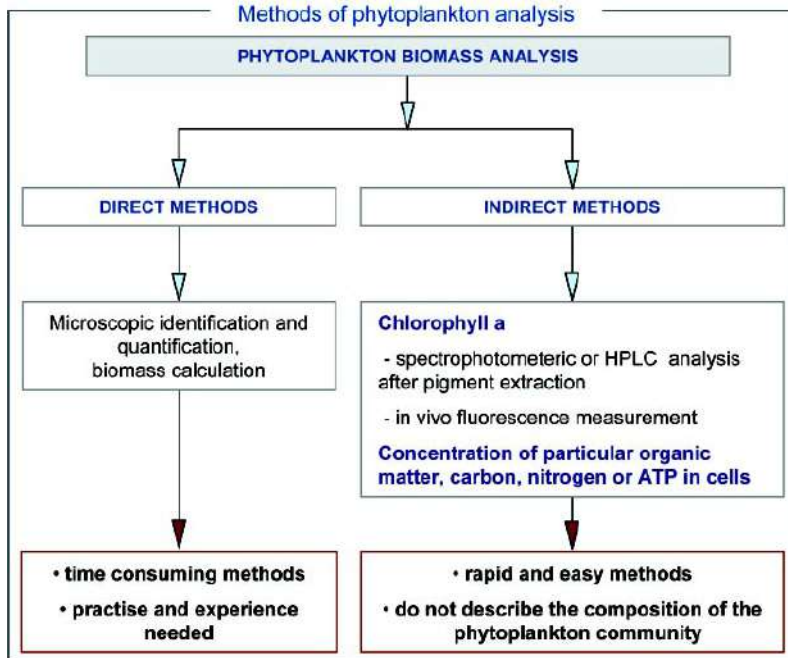 Methods of phytoplankton analysis
PHYTOPLANKTON BIOMASS ANALYSIS
DIRECT METHODS
INDIRECT METHODS
Microscopic identification and
quantification,
biomass calculation
Chlorophyll a
- spectrophotometeric or HPLC analysis
after pigment extraction
- in vivo fluorescence measurement
Concentration of particular organic
matter, carbon, nitrogen or ATP in cells
• time consuming methods
• practise and experience
needed
• rapid and easy methods
• do not describe the composition of the
phytoplankton community